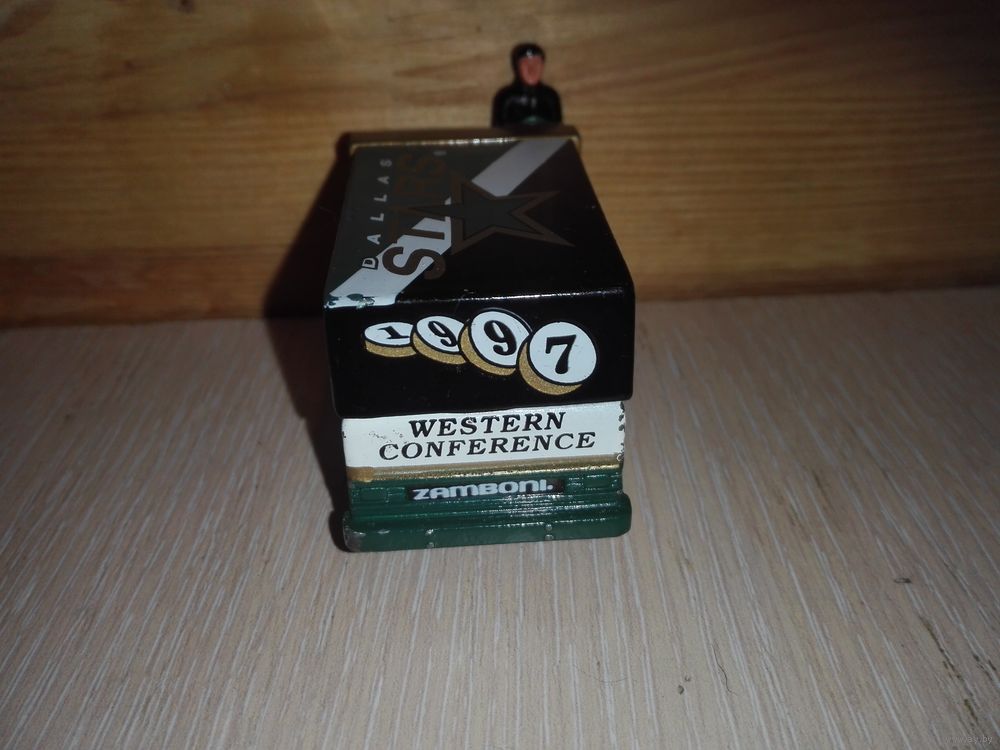 DALLAS
STARS
1997
WESTERN
CONFERENCE
ZAMBONI.